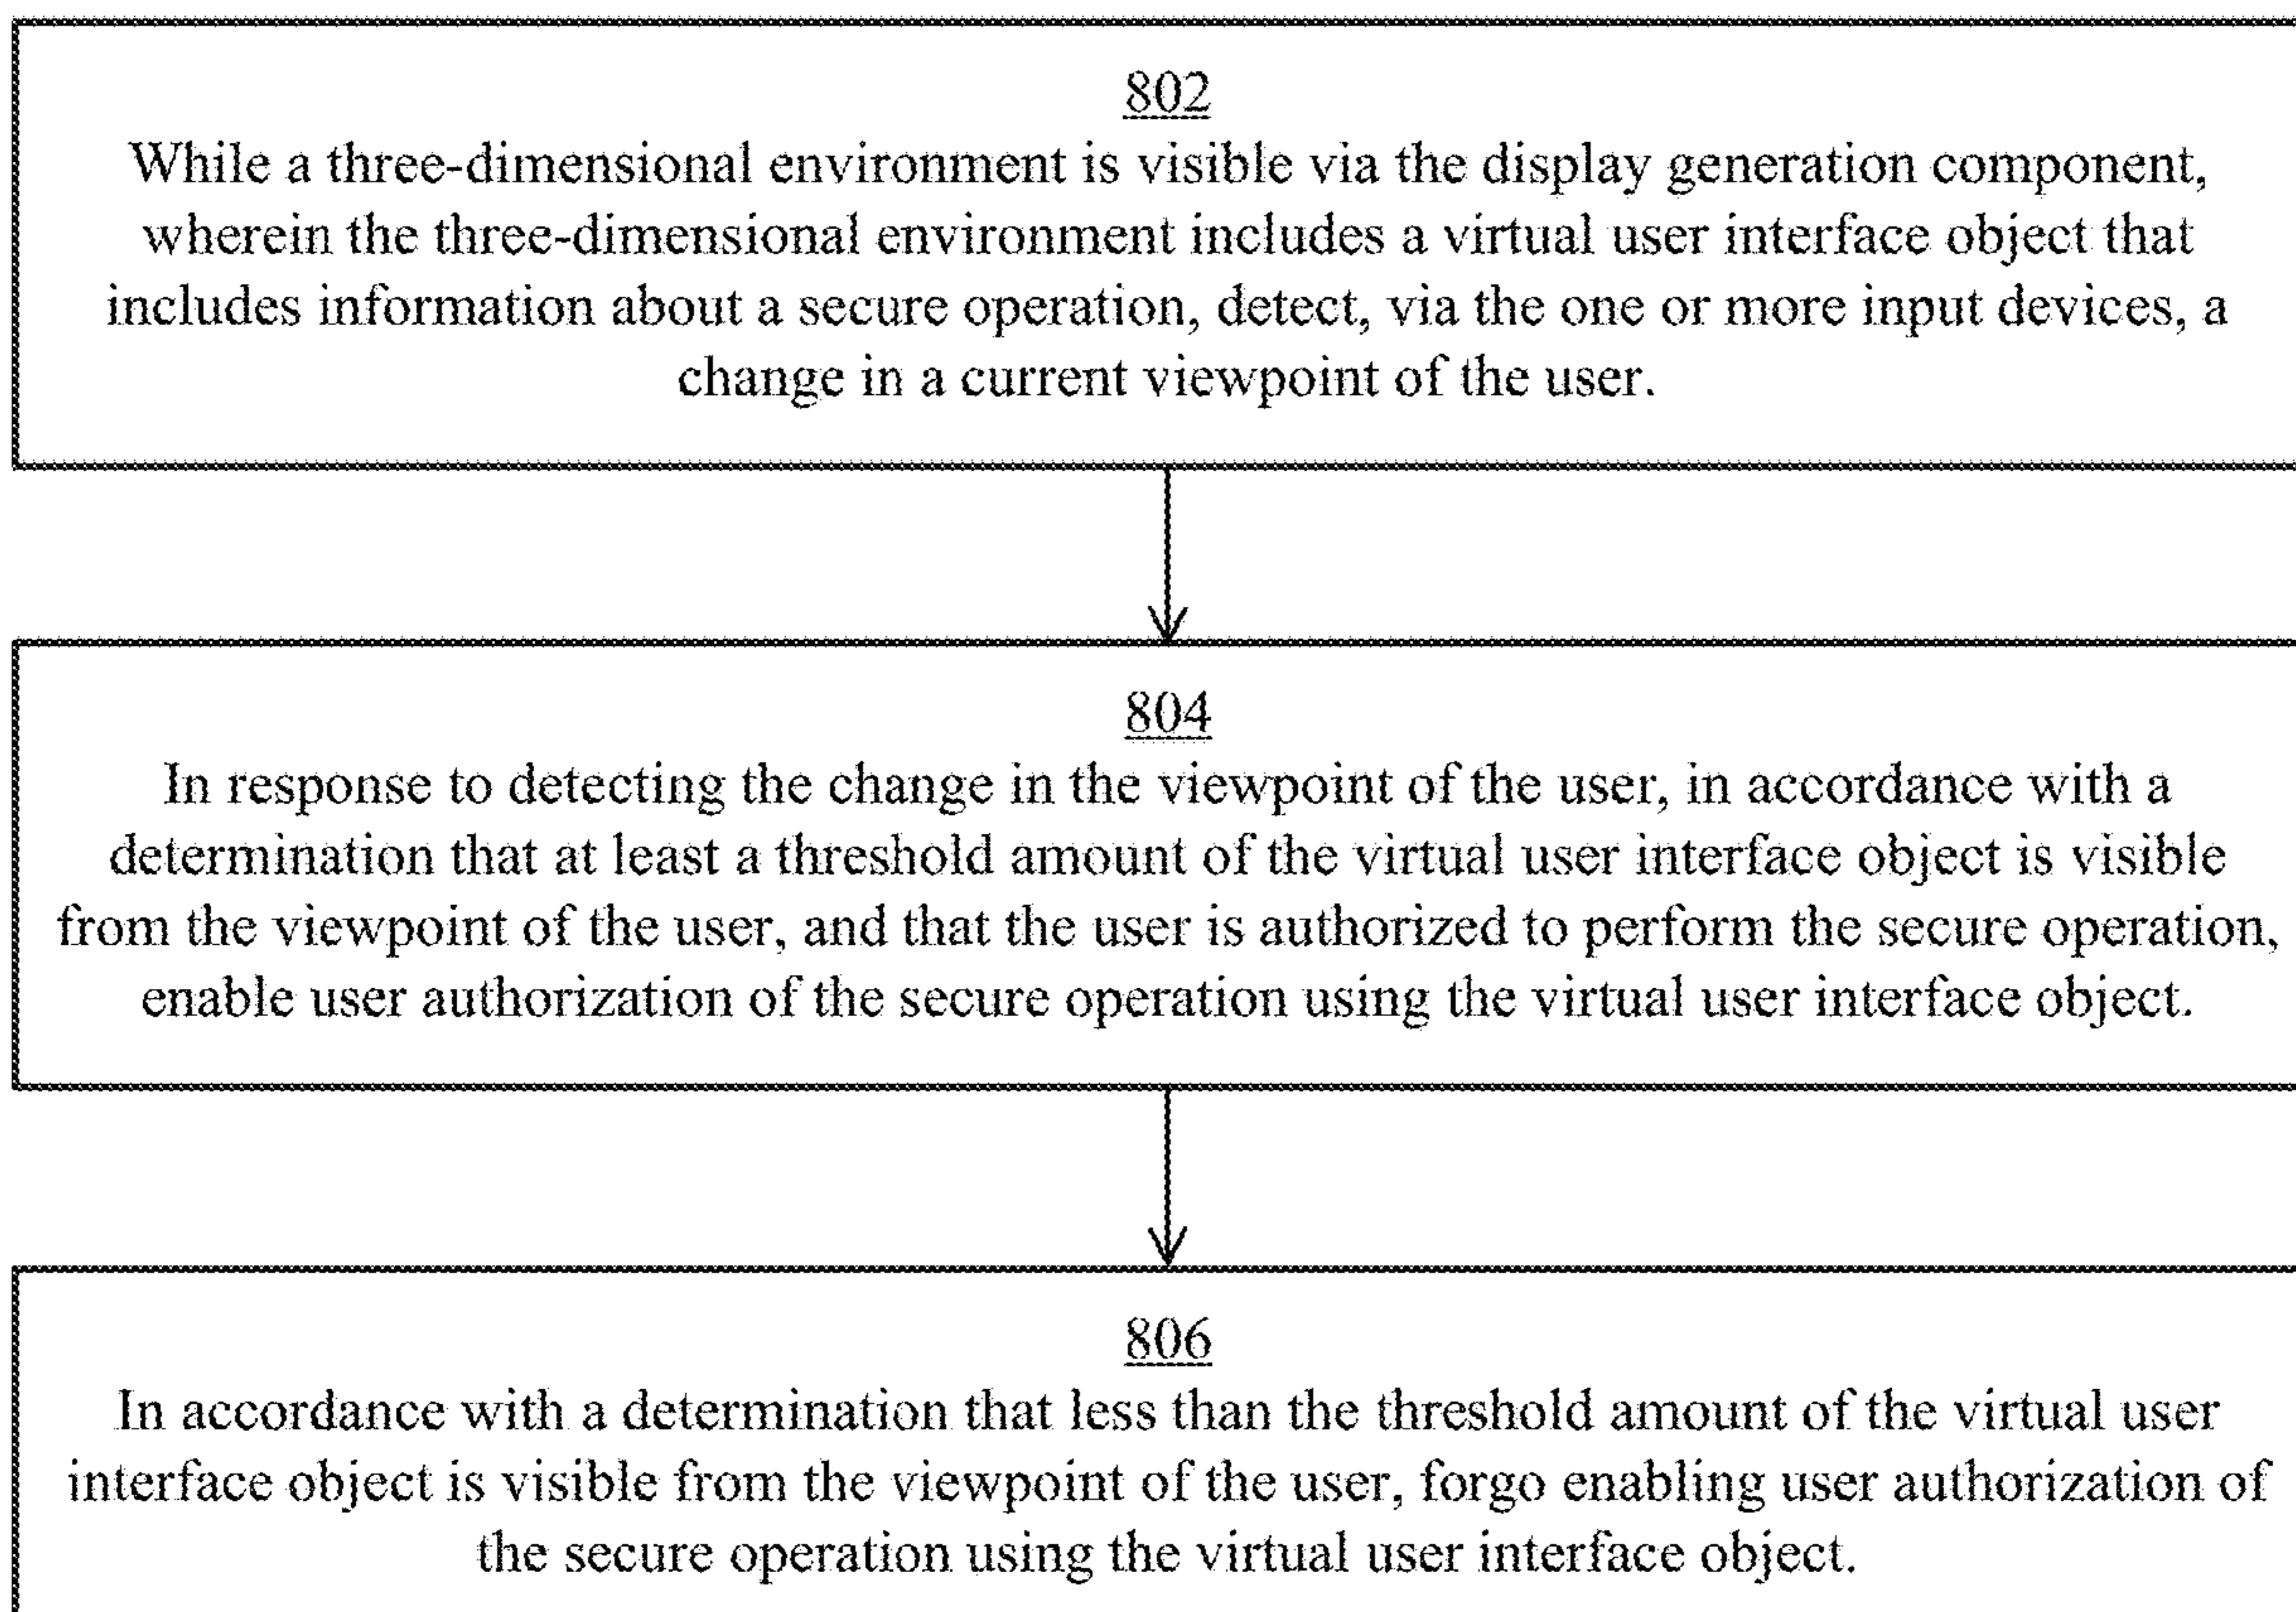 802
While a three-dimensional environment is visible via the display generation component,
wherein the three-dimensional environment includes a virtual user interface object that
includes information about a secure operation, detect, via the one or more input devices, a
change in a current viewpoint of the user.
804
In response to detecting the change in the viewpoint of the user, in accordance with a
determination that at least a threshold amount of the virtual user interface object is visible
from the viewpoint of the user, and that the user is authorized to perform the secure operation,
enable user authorization of the secure operation using the virtual user interface object.
806
In accordance with a determination that less than the threshold amount of the virtual user
interface object is visible from the viewpoint of the user, forgo enabling user authorization of
the secure operation using the virtual user interface object.